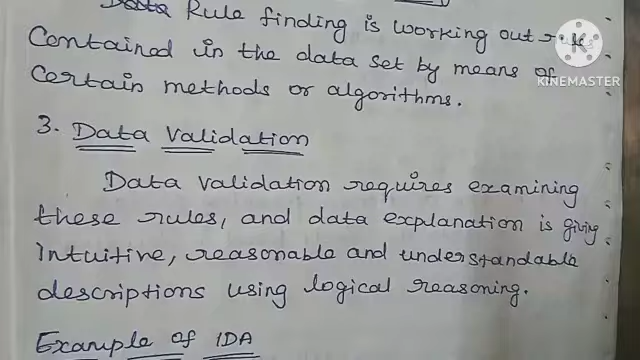 Data Rule finding is working out rules
Contained in the data set by means of
Certain methods or algorithms.
KINEMASTER
3. Data Validation
Data validation requires examining
these rules, and data explanation is giving
Intuitive, reasonable and understandable
descriptions using logical reasoning.
Example of IDA